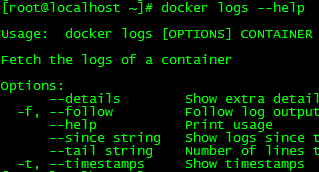 [root@localhost ~]# docker logs --help
Usage:  docker logs [OPTIONS] CONTAINER
Fetch the logs of a container
Options:
      --details        Show extra detail
  -f, --follow         Follow log output
      --help           Print usage
      --since string   Show logs since t
      --tail string    Number of lines t
  -t, --timestamps     Show timestamps